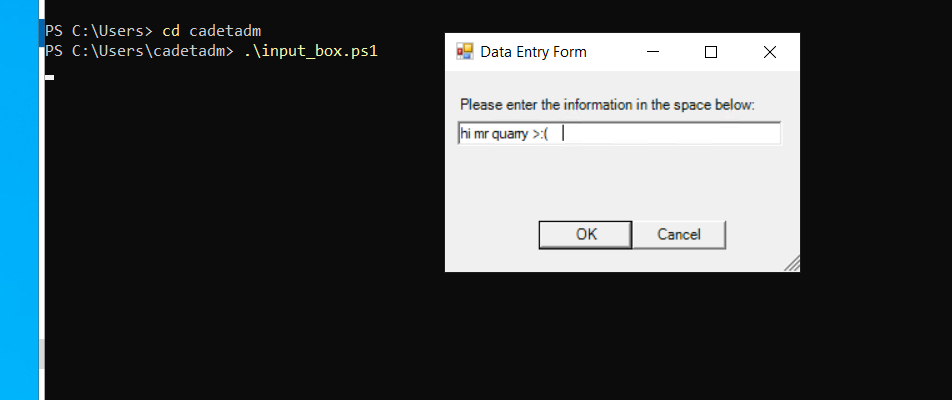 PS C:\Users> cd cadetadm
PS C:\Users\cadetadm> .\input_box.ps1
Data Entry Form
Please enter the information in the space below:
hi mr quarry >:(
OK Cancel